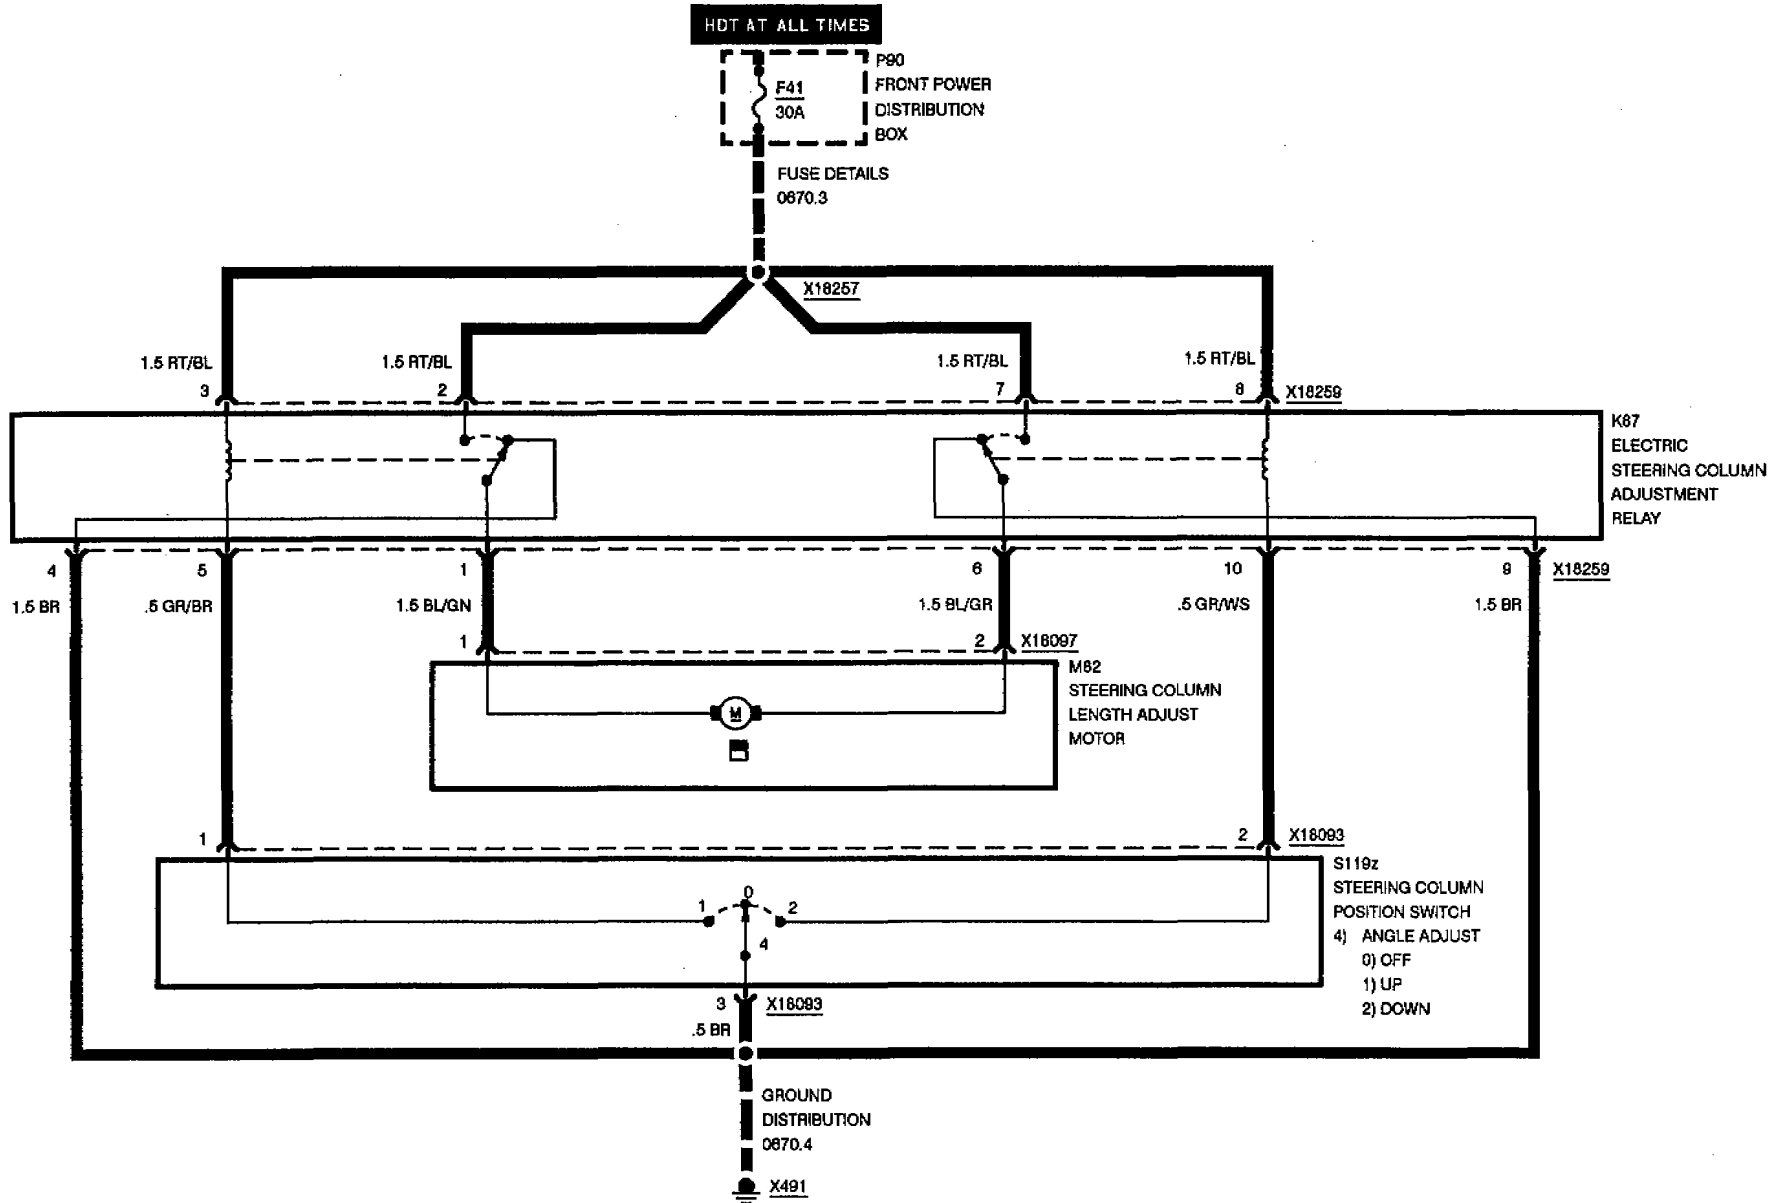 HOT AT ALL TIMES
P90
FRONT POWER
DISTRIBUTION
BOX
F41
30A
FUSE DETAILS
0670.3
X18257
1.5 RT/BL
1.5 RT/BL
1.5 RT/BL
1.5 RT/BL
3
2
7
8
X18259
K67
ELECTRIC
STEERING COLUMN
ADJUSTMENT
RELAY
4
5
1
6
10
9
X18259
1.5 BR
.5 GR/BR
1.5 BL/GN
1.5 BL/GR
.5 GR/WS
1.5 BR
1
2
X18097
M62
STEERING COLUMN
LENGTH ADJUST
MOTOR
M
1
2
X18093
S119z
STEERING COLUMN
POSITION SWITCH
4) ANGLE ADJUST
0) OFF
1) UP
2) DOWN
0
1
2
4
3
X18093
.5 BR
GROUND
DISTRIBUTION
0670.4
X491